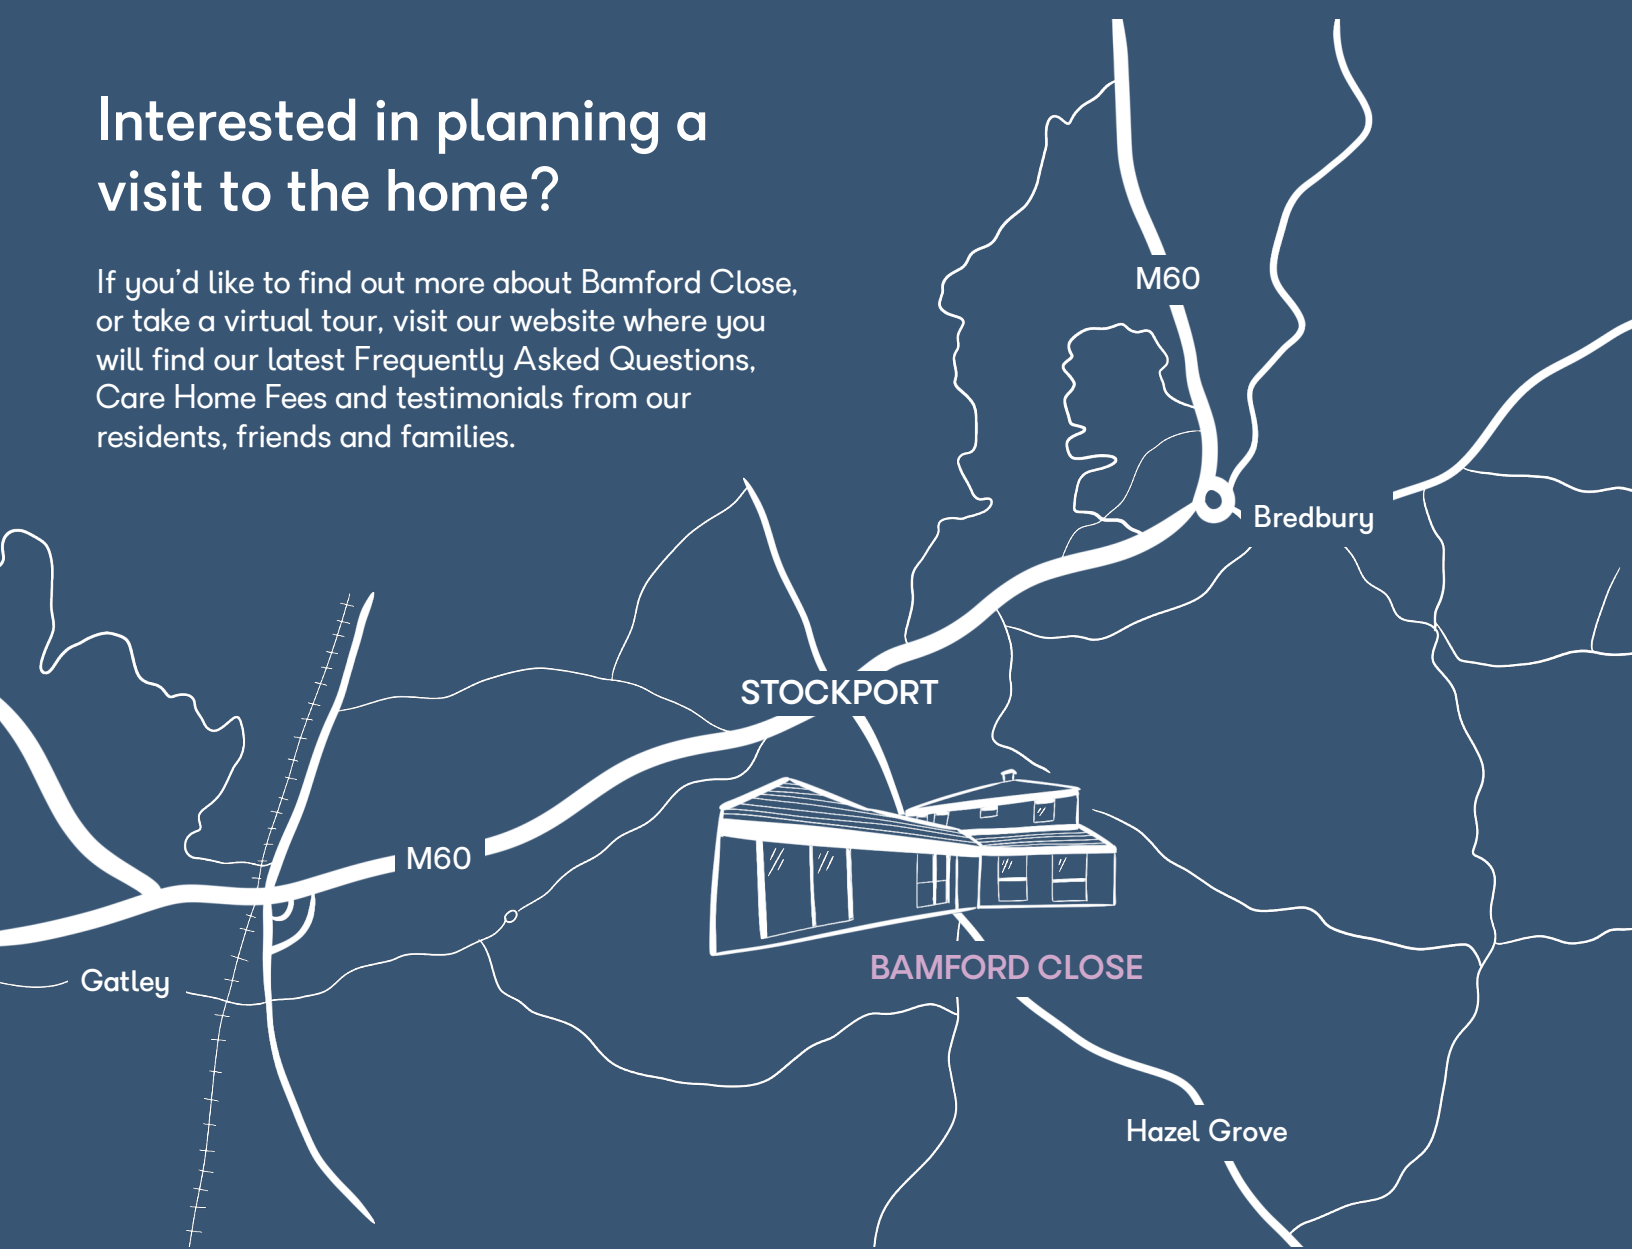 Interested in planning a
visit to the home?
If you’d like to find out more about Bamford Close,
or take a virtual tour, visit our website where you
will find our latest Frequently Asked Questions,
Care Home Fees and testimonials from our
residents, friends and families.
M60
Bredbury
STOCKPORT
M60
BAMFORD CLOSE
Gatley
Hazel Grove